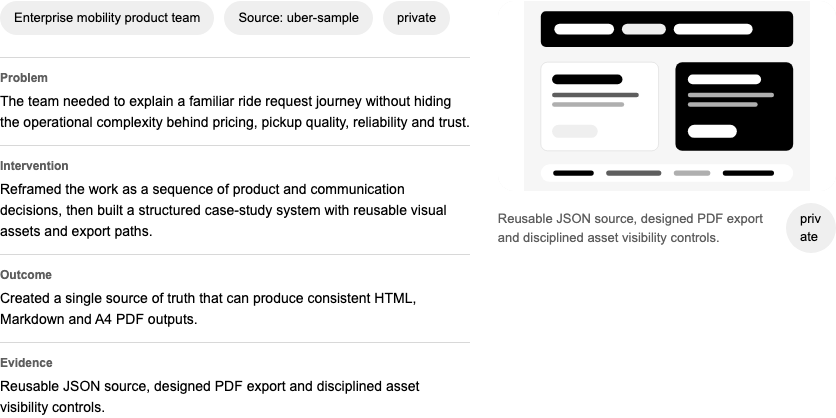 Enterprise mobility product team
Source: uber-sample
private
Problem
The team needed to explain a familiar ride request journey without hiding
the operational complexity behind pricing, pickup quality, reliability and trust.
Intervention
Reframed the work as a sequence of product and communication
decisions, then built a structured case-study system with reusable visual
assets and export paths.
Outcome
Created a single source of truth that can produce consistent HTML,
Markdown and A4 PDF outputs.
Evidence
Reusable JSON source, designed PDF export and disciplined asset
visibility controls.
Reusable JSON source, designed PDF export
and disciplined asset visibility controls.
priv
ate